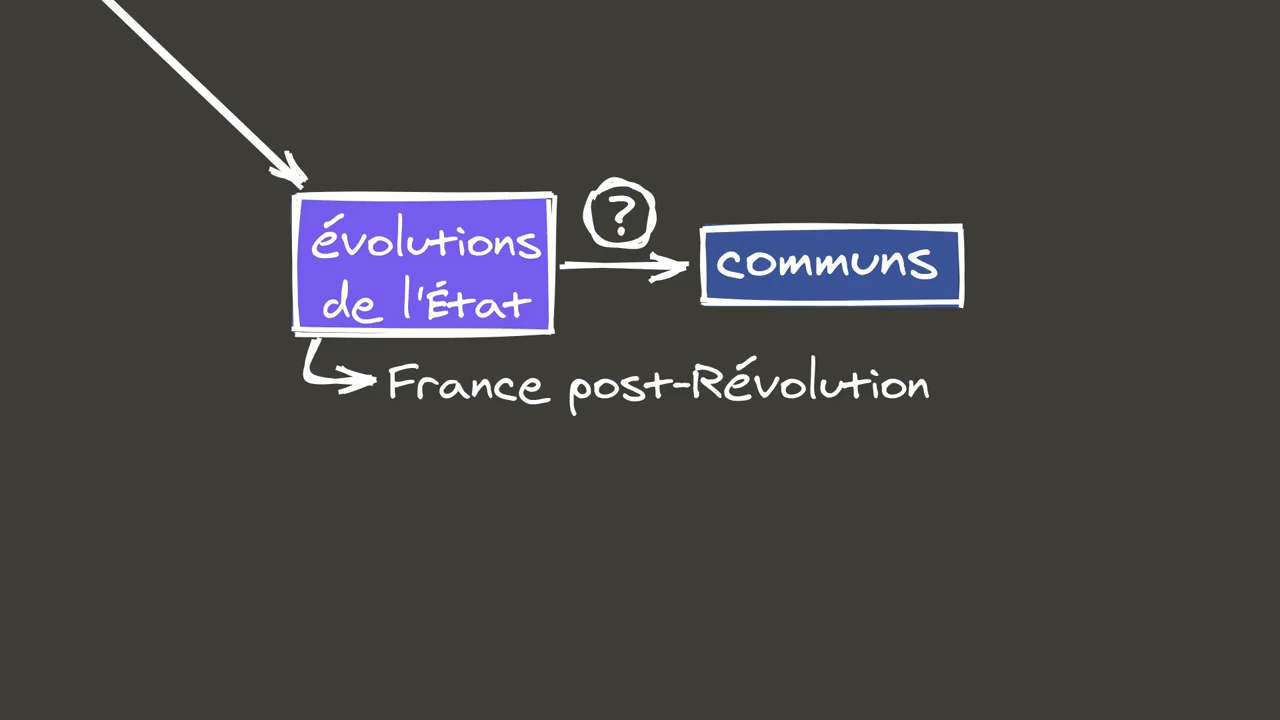 évolutions
de l'État
?
communs
France post-Révolution